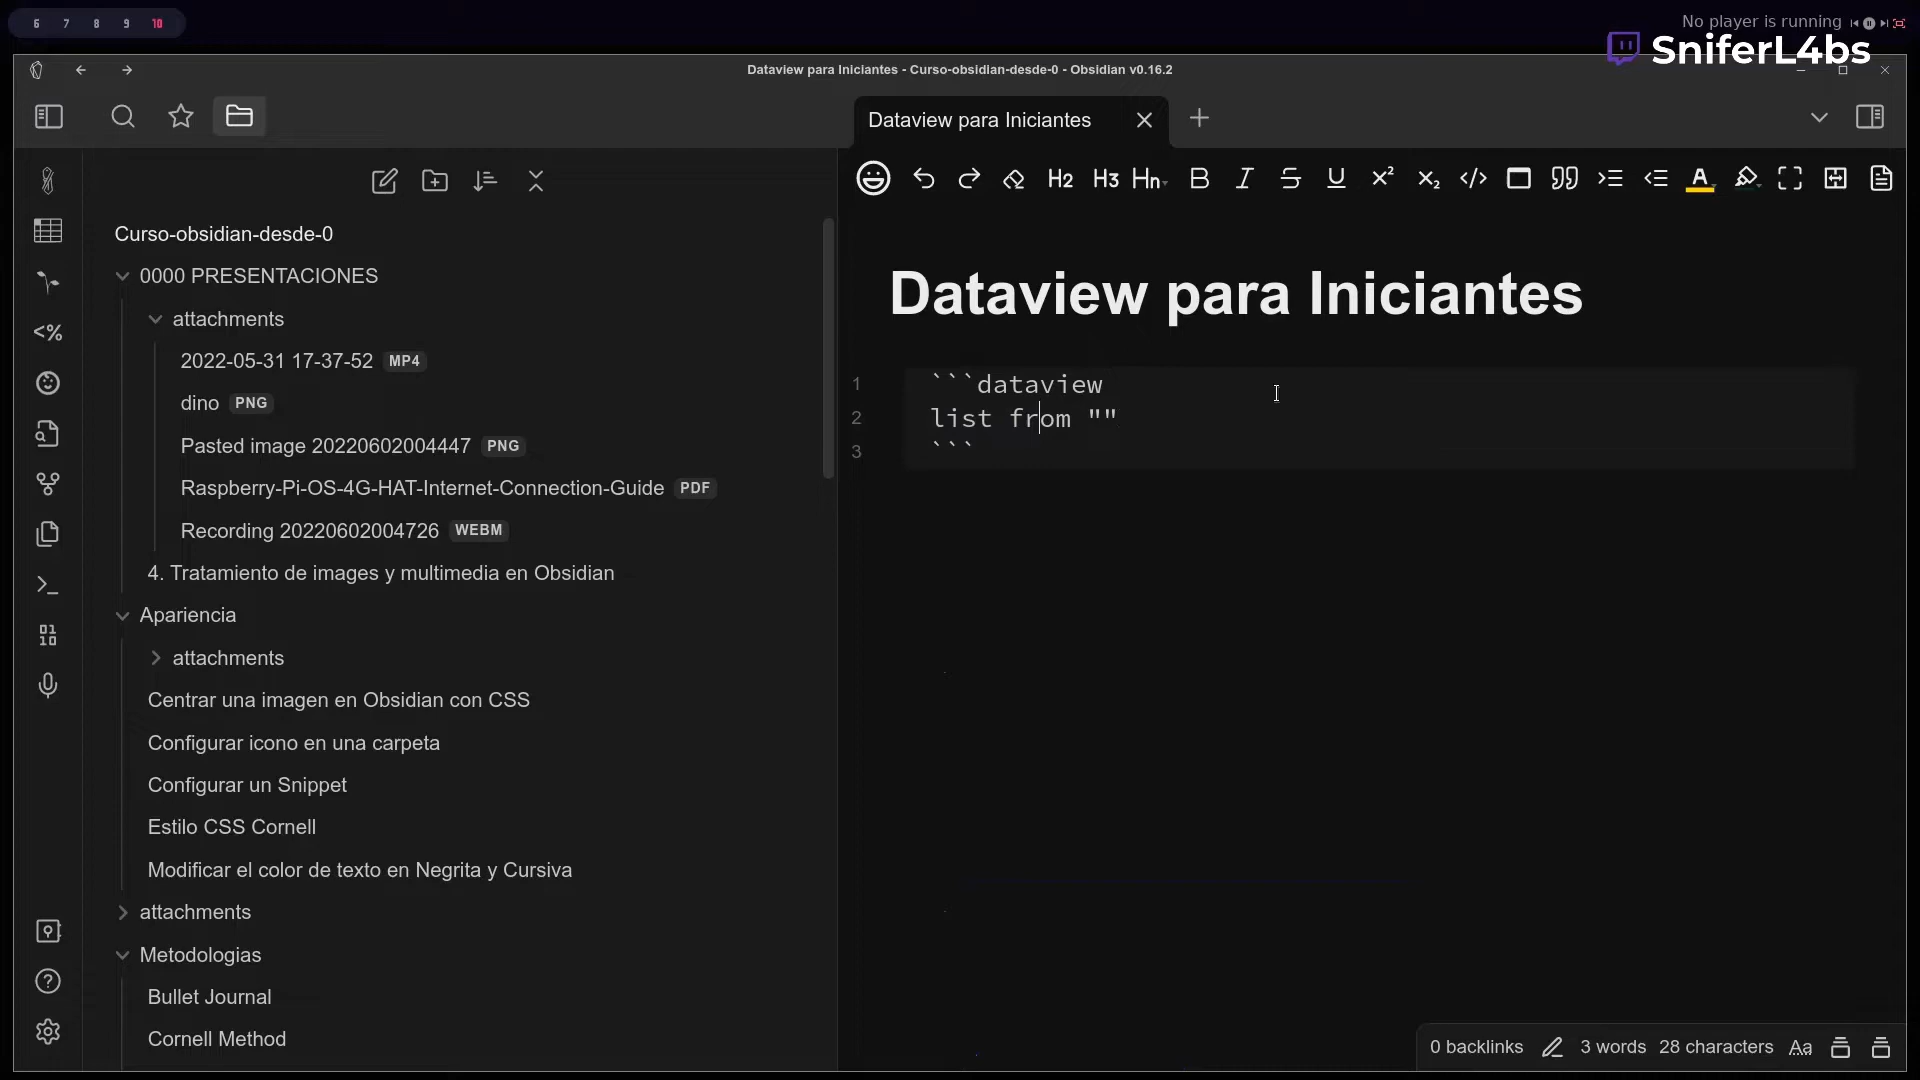 6 7 8 9 10
No player is running
SniferL4bs
Dataview para Iniciantes - Curso-obsidian-desde-0 - Obsidian v0.16.2
Dataview para Iniciantes
H2 H3 Hn B I S U X² X₂ </> A
<%
Curso-obsidian-desde-0
0000 PRESENTACIONES
attachments
2022-05-31 17-37-52 MP4
dino PNG
Pasted image 20220602004447 PNG
Raspberry-Pi-OS-4G-HAT-Internet-Connection-Guide PDF
Recording 20220602004726 WEBM
4. Tratamiento de images y multimedia en Obsidian
Apariencia
attachments
Centrar una imagen en Obsidian con CSS
Configurar icono en una carpeta
Configurar un Snippet
Estilo CSS Cornell
Modificar el color de texto en Negrita y Cursiva
attachments
Metodologias
Bullet Journal
Cornell Method
Dataview para Iniciantes
1 ```dataview
2 list from ""
3 ```
0 backlinks 3 words 28 characters Aa